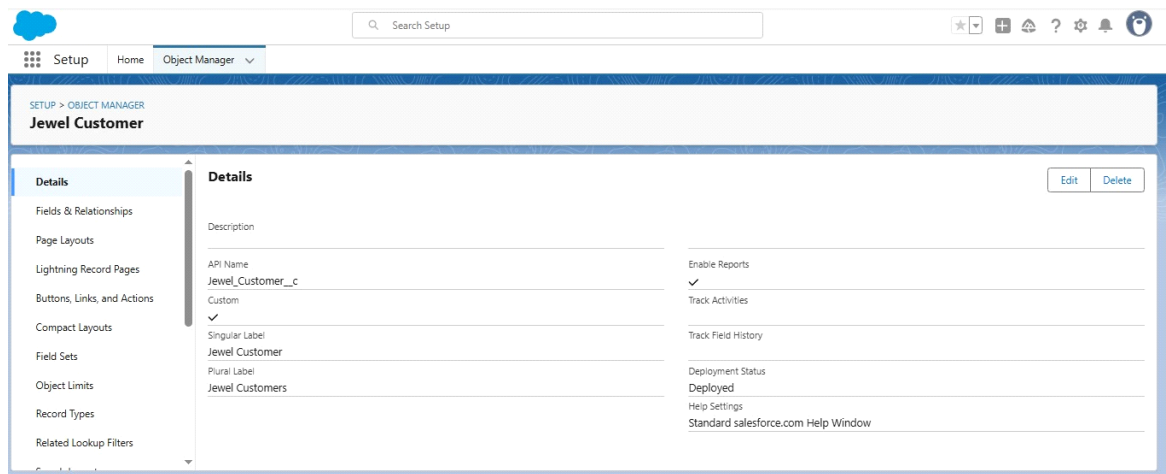 Search Setup
Setup
Home
Object Manager
SETUP > OBJECT MANAGER
Jewel Customer
Details
Fields & Relationships
Page Layouts
Lightning Record Pages
Buttons, Links, and Actions
Compact Layouts
Field Sets
Object Limits
Record Types
Related Lookup Filters
Details
Edit
Delete
Description
API Name
Jewel_Customer__c
Custom
Singular Label
Jewel Customer
Plural Label
Jewel Customers
Enable Reports
Track Activities
Track Field History
Deployment Status
Deployed
Help Settings
Standard salesforce.com Help Window